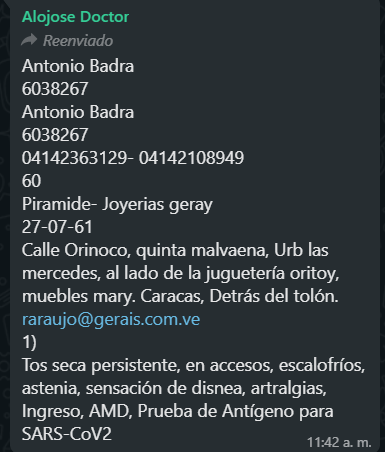 Alojose Doctor
Reenviado
Antonio Badra
6038267
Antonio Badra
6038267
04142363129- 04142108949
60
Piramide- Joyerias geray
27-07-61
Calle Orinoco, quinta malvaena, Urb las
mercedes, al lado de la juguetería oritoy,
muebles mary. Caracas, Detrás del tolón.
raraujo@gerais.com.ve
1)
Tos seca persistente, en accesos, escalofríos,
astenia, sensación de disnea, artralgias,
Ingreso, AMD, Prueba de Antígeno para
SARS-CoV2
11:42 a. m.